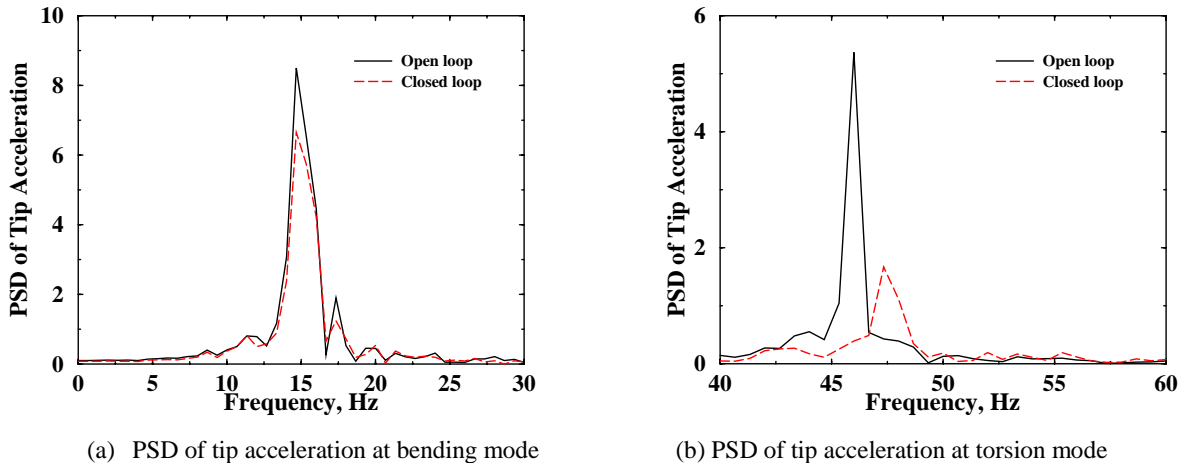 10
8
6
4
2
0
PSD of Tip Acceleration
Open loop
Closed loop
0 5 10 15 20 25 30
Frequency, Hz
(a) PSD of tip acceleration at bending mode
6
4
2
0
PSD of Tip Acceleration
Open loop
Closed loop
40 45 50 55 60
Frequency, Hz
(b) PSD of tip acceleration at torsion mode